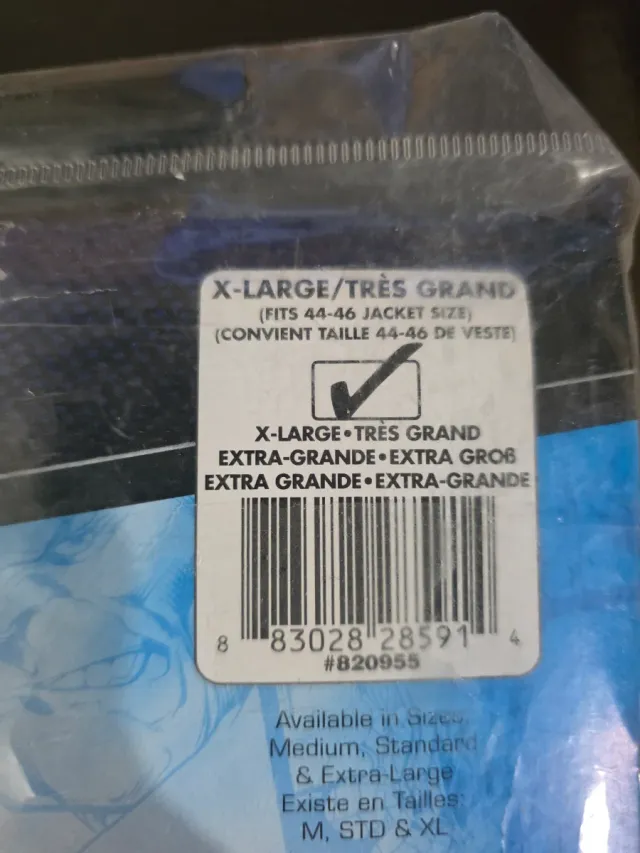 X-LARGE/TRÈS GRAND
(FITS 44-46 JACKET SIZE)
(CONVIENT TAILLE 44-46 DE VESTE)
X-LARGE•TRÈS GRAND
EXTRA-GRANDE•EXTRA GROß
EXTRA GRANDE•EXTRA-GRANDE
8 83028 28591 4
#820955
Available in Sizes:
Medium, Standard
& Extra-Large
Existe en Tailles:
M, STD & XL